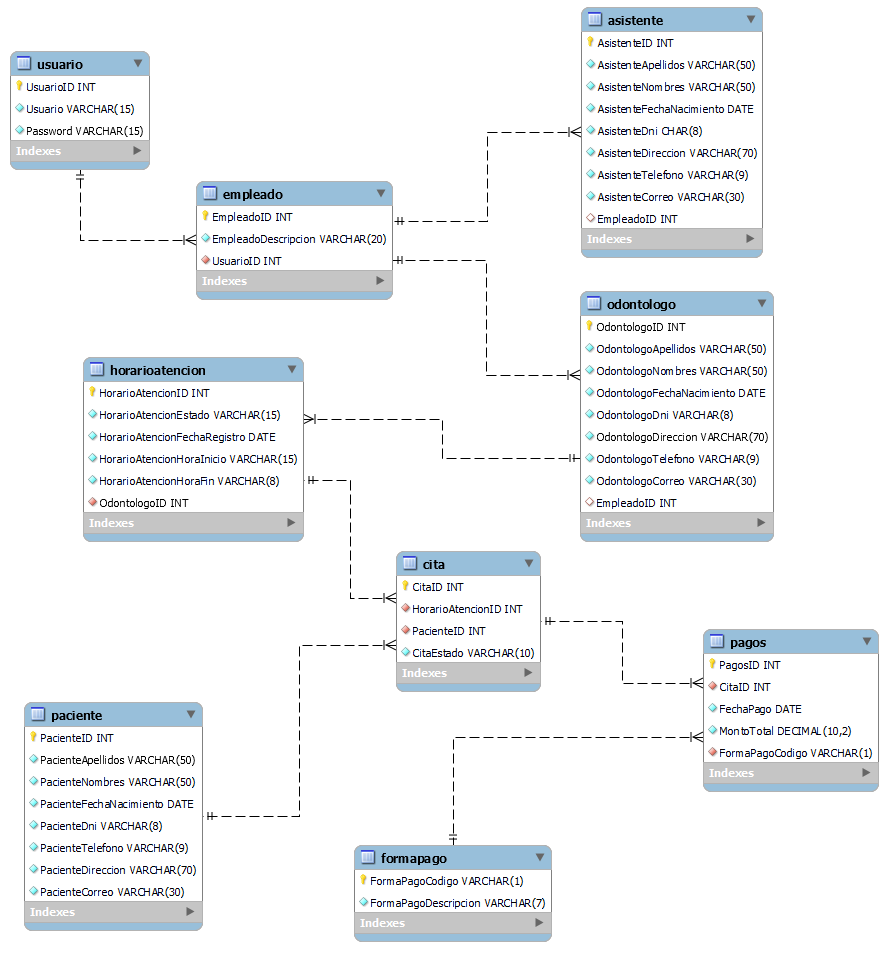 usuario
UsuarioID INT
Usuario VARCHAR(15)
Password VARCHAR(15)
Indexes
empleado
EmpleadoID INT
EmpleadoDescripcion VARCHAR(20)
UsuarioID INT
Indexes
asistente
AsistenteID INT
AsistenteApellidos VARCHAR(50)
AsistenteNombres VARCHAR(50)
AsistenteFechaNacimiento DATE
AsistenteDni CHAR(8)
AsistenteDireccion VARCHAR(70)
AsistenteTelefono VARCHAR(9)
AsistenteCorreo VARCHAR(30)
EmpleadoID INT
Indexes
odontologo
OdontologoID INT
OdontologoApellidos VARCHAR(50)
OdontologoNombres VARCHAR(50)
OdontologoFechaNacimiento DATE
OdontologoDni VARCHAR(8)
OdontologoDireccion VARCHAR(70)
OdontologoTelefono VARCHAR(9)
OdontologoCorreo VARCHAR(30)
EmpleadoID INT
Indexes
horarioatencion
HorarioAtencionID INT
HorarioAtencionEstado VARCHAR(15)
HorarioAtencionFechaRegistro DATE
HorarioAtencionHoraInicio VARCHAR(15)
HorarioAtencionHoraFin VARCHAR(8)
OdontologoID INT
Indexes
cita
CitaID INT
HorarioAtencionID INT
PacienteID INT
CitaEstado VARCHAR(10)
Indexes
pagos
PagosID INT
CitaID INT
FechaPago DATE
MontoTotal DECIMAL(10,2)
FormaPagoCodigo VARCHAR(1)
Indexes
paciente
PacienteID INT
PacienteApellidos VARCHAR(50)
PacienteNombres VARCHAR(50)
PacienteFechaNacimiento DATE
PacienteDni VARCHAR(8)
PacienteTelefono VARCHAR(9)
PacienteDireccion VARCHAR(70)
PacienteCorreo VARCHAR(30)
Indexes
formapago
FormaPagoCodigo VARCHAR(1)
FormaPagoDescripcion VARCHAR(7)
Indexes